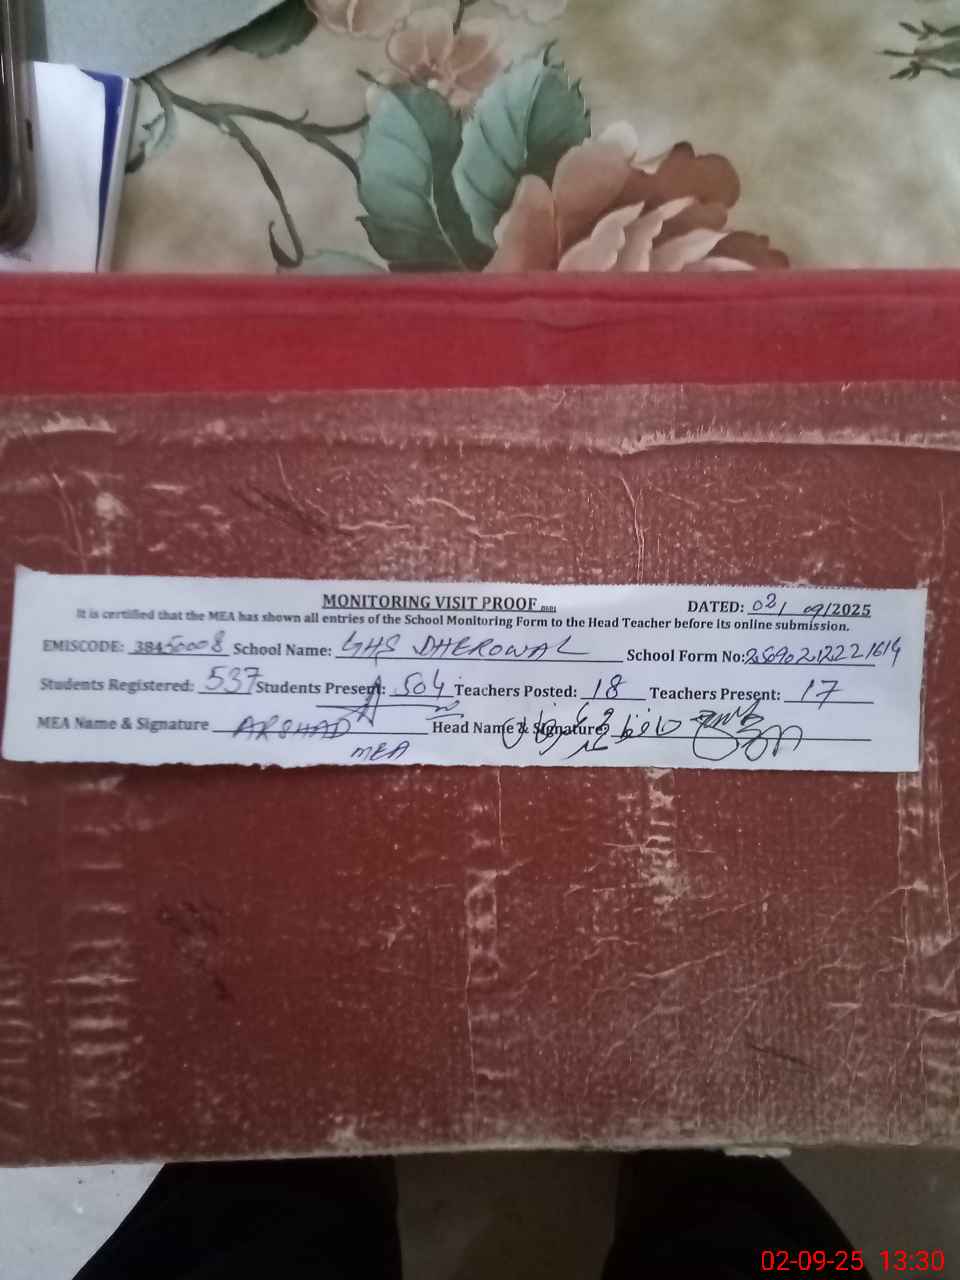 MONITORING VISIT PROOF
DATED: 02/ 09/2025
It is certified that the MEA has shown all entries of the School Monitoring Form to the Head Teacher before its online submission.
EMISCODE: 38450008 School Name: GHS DHEROWAL School Form No:
Students Registered: 537 Students Present: 504 Teachers Posted: 18 Teachers Present: 17
MEA Name & Signature ARSHAD Head Name & Signature
MEA
02-09-25 13:30